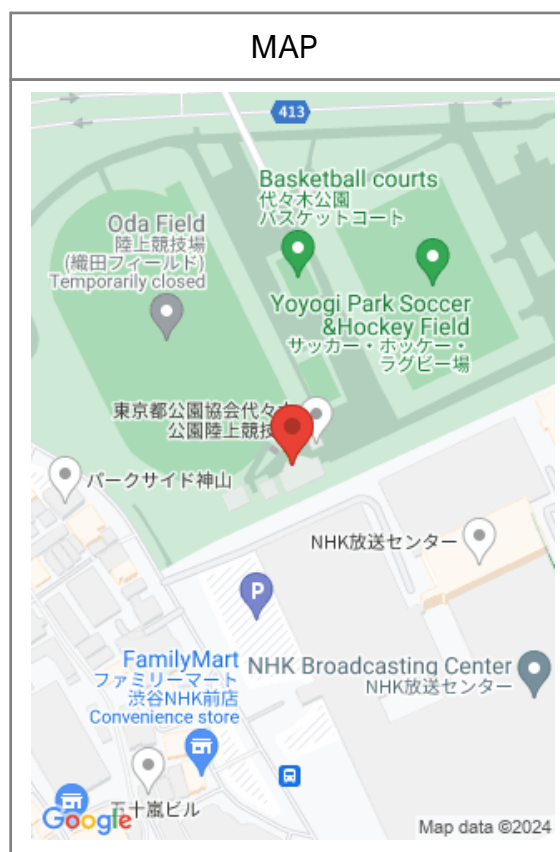 MAP
413
Basketball courts
代々木公園
バスケットコート
Oda Field
陸上競技場
(織田フィールド)
Temporarily closed
Yoyogi Park Soccer
&Hockey Field
サッカー・ホッケー・
ラグビー場
東京都公園協会代々
公園陸上競技
パークサイド神山
NHK放送センター
P
FamilyMart
ファミリーマート
渋谷NHK前店
Convenience store
NHK Broadcasting Center
NHK放送センター
十嵐ビル
Google
Map data ©2024